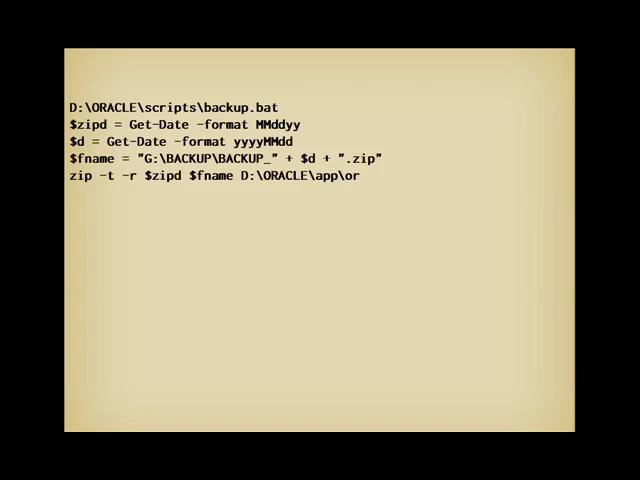 D:\ORACLE\scripts\backup.bat
$zipd = Get-Date -format MMddyy
$d = Get-Date -format yyyyMMdd
$fname = "G:\BACKUP\BACKUP_" + $d + ".zip"
zip -t -r $zipd $fname D:\ORACLE\app\or